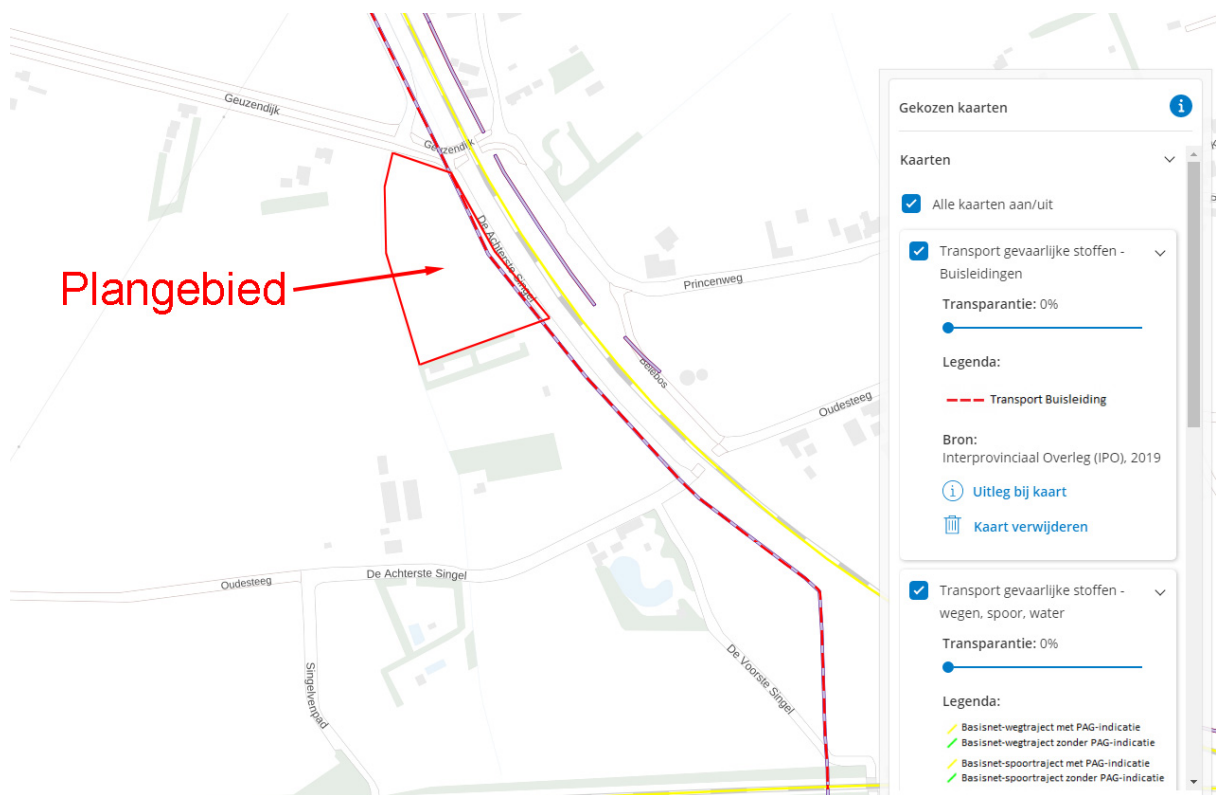 Geuzendijk
Geuzendijk
De Achterste Singel
Plangebied
Princenweg
Belebos
Oudesteeg
Oudesteeg
De Achterste Singel
Singelvenpad
De Voorste Singel
Gekozen kaarten
Kaarten
Alle kaarten aan/uit
Transport gevaarlijke stoffen -
Buisleidingen
Transparantie: 0%
Legenda:
Transport Buisleiding
Bron:
Interprovinciaal Overleg (IPO), 2019
Uitleg bij kaart
Kaart verwijderen
Transport gevaarlijke stoffen -
wegen, spoor, water
Transparantie: 0%
Legenda:
Basisnet-wegtraject met PAG-indicatie
Basisnet-wegtraject zonder PAG-indicatie
Basisnet-spoortraject met PAG-indicatie
Basisnet-spoortraject zonder PAG-indicatie